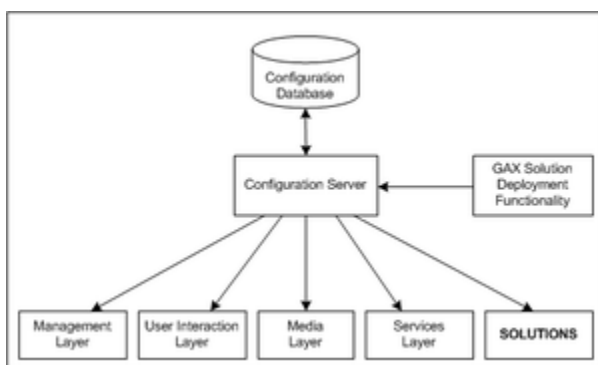 Configuration
Database
Configuration Server
GAX Solution
Deployment
Functionality
Management
Layer
User Interaction
Layer
Media
Layer
Services
Layer
SOLUTIONS